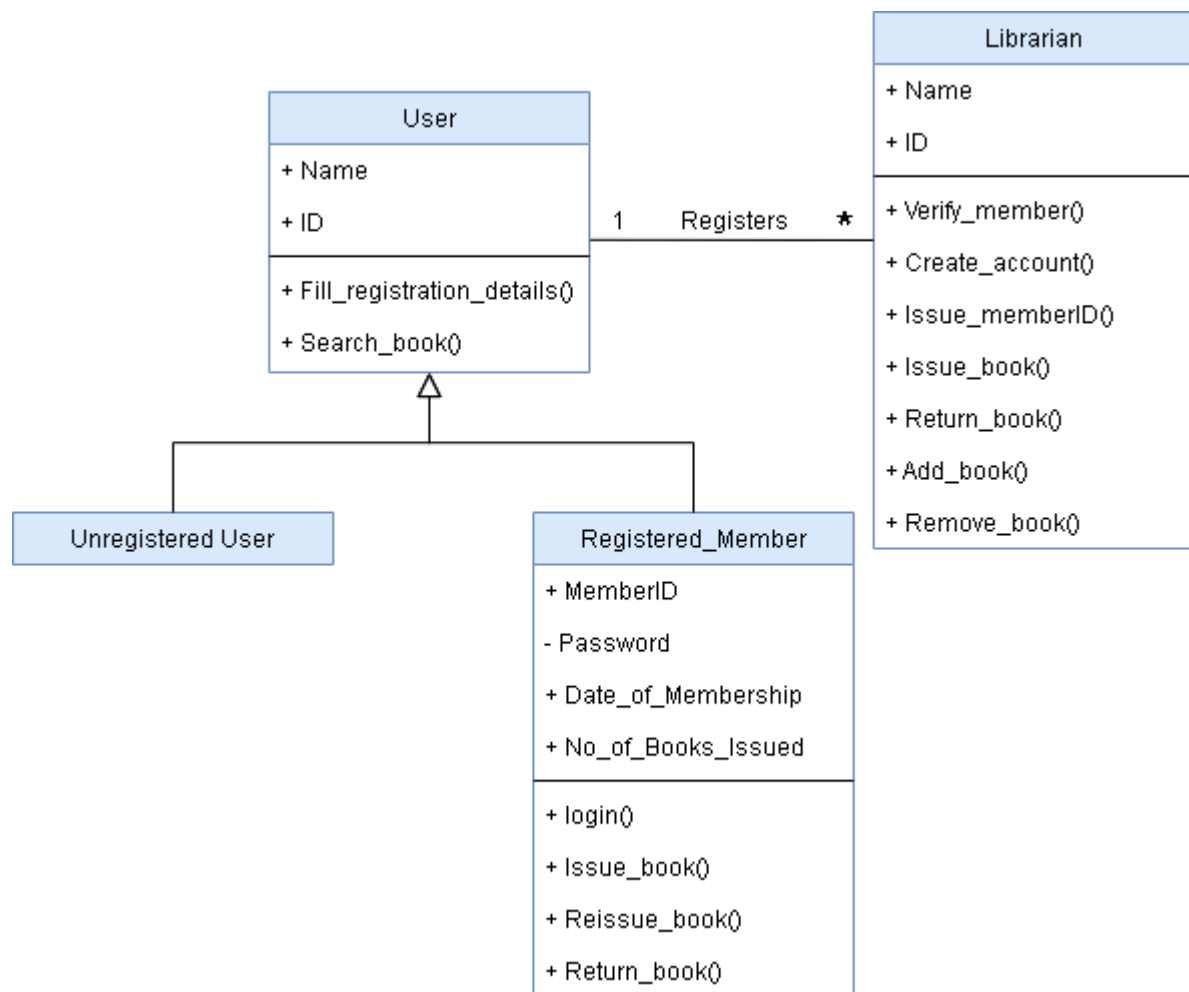 User
+ Name
+ ID
+ Fill_registration_details()
+ Search_book()
1 Registers *
Librarian
+ Name
+ ID
+ Verify_member()
+ Create_account()
+ Issue_memberID()
+ Issue_book()
+ Return_book()
+ Add_book()
+ Remove_book()
Unregistered User
Registered_Member
+ MemberID
- Password
+ Date_of_Membership
+ No_of_Books_Issued
+ login()
+ Issue_book()
+ Reissue_book()
+ Return_book()